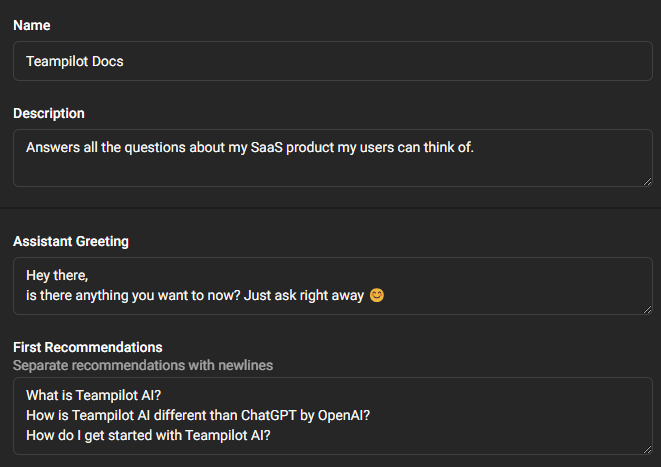 Name
Teampilot Docs
Description
Answers all the questions about my SaaS product my users can think of.
Assistant Greeting
Hey there,
is there anything you want to now? Just ask right away 😊
First Recommendations
Separate recommendations with newlines
What is Teampilot AI?
How is Teampilot AI different than ChatGPT by OpenAI?
How do I get started with Teampilot AI?